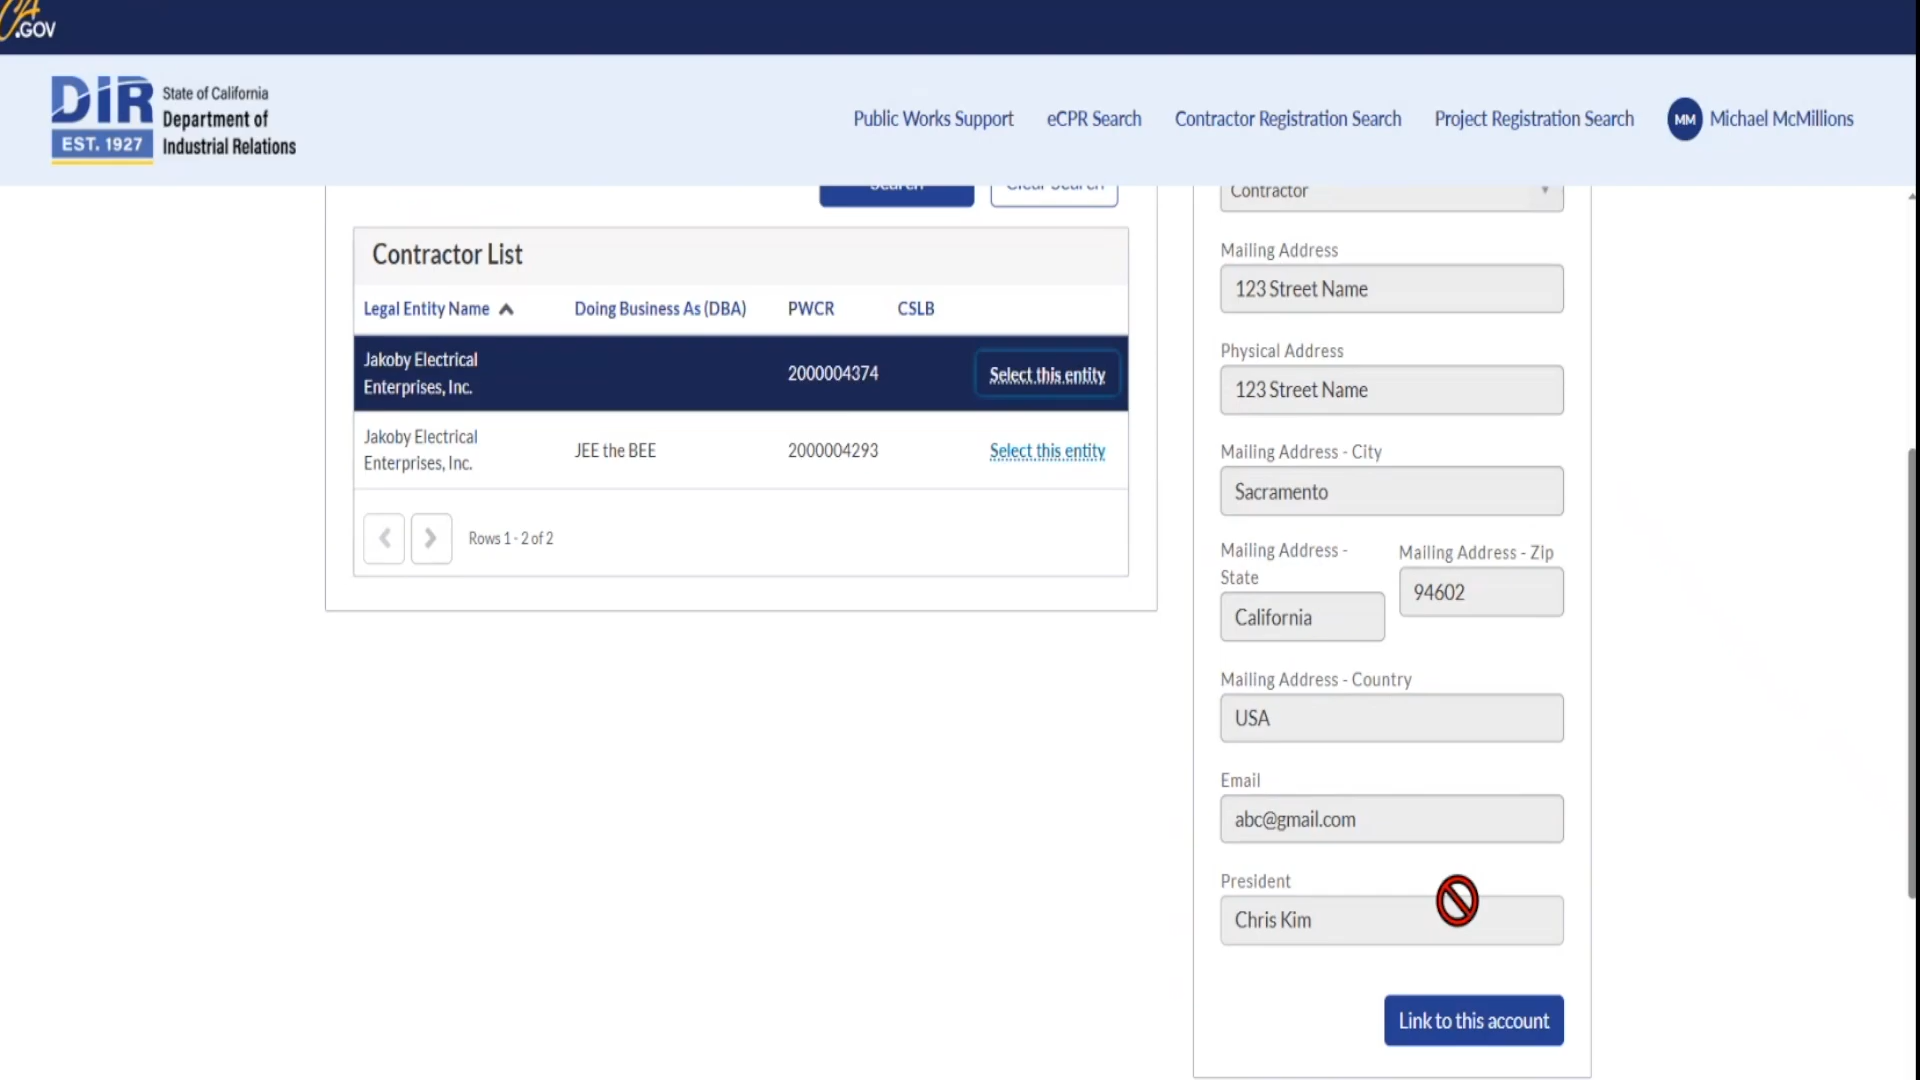 CA
.GOV
DIR
EST. 1927
State of California
Department of
Industrial Relations
Public Works Support
eCPR Search
Contractor Registration Search
Project Registration Search
MM
Michael McMillions
Search
Clear Search
Contractor List
Legal Entity Name
Doing Business As (DBA)
PWCR
CSLB
Jakoby Electrical
Enterprises, Inc.
2000004374
Select this entity
Jakoby Electrical
Enterprises, Inc.
JEE the BEE
2000004293
Select this entity
Rows 1 - 2 of 2
Contractor
Mailing Address
123 Street Name
Physical Address
123 Street Name
Mailing Address - City
Sacramento
Mailing Address -
State
California
Mailing Address - Zip
94602
Mailing Address - Country
USA
Email
abc@gmail.com
President
Chris Kim
Link to this account